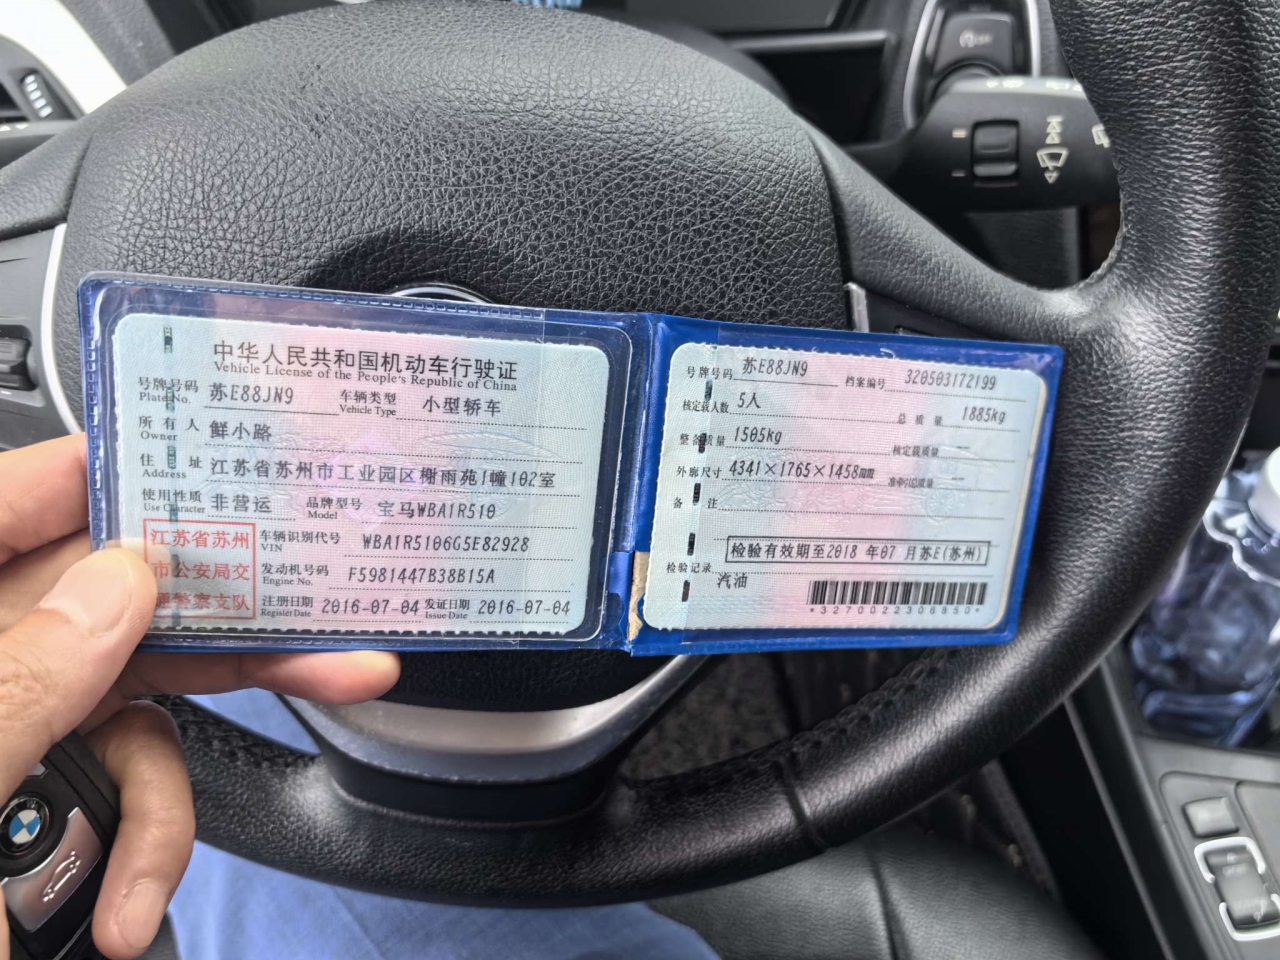 中华人民共和国机动车行驶证
Vehicle License of the People's Republic of China
号牌号码 苏E88JN9 车辆类型 小型轿车
Plate No. Vehicle Type
所有人 鲜小路
Owner
住址 江苏省苏州市工业园区榭雨苑1幢102室
Address
使用性质 非营运 品牌型号 宝马WBA1R510
Use Character Model
江苏省苏州
市公安局交
警察支队
车辆识别代号 WBA1R5106G5E82928
VIN
发动机号码 F5981447B38B15A
Engine No.
注册日期 2016-07-04 发证日期 2016-07-04
Register Date Issue Date
号牌号码 苏E88JN9 档案编号 320503172199
核定载人数 5人 总质量 1885kg
整备质量 1505kg 核定载质量 --
外廓尺寸 4341×1765×1458mm 准牵引总质量 --
备注
检验有效期至2018年07月苏E(苏州)
检验记录
汽油
*3270022306850*